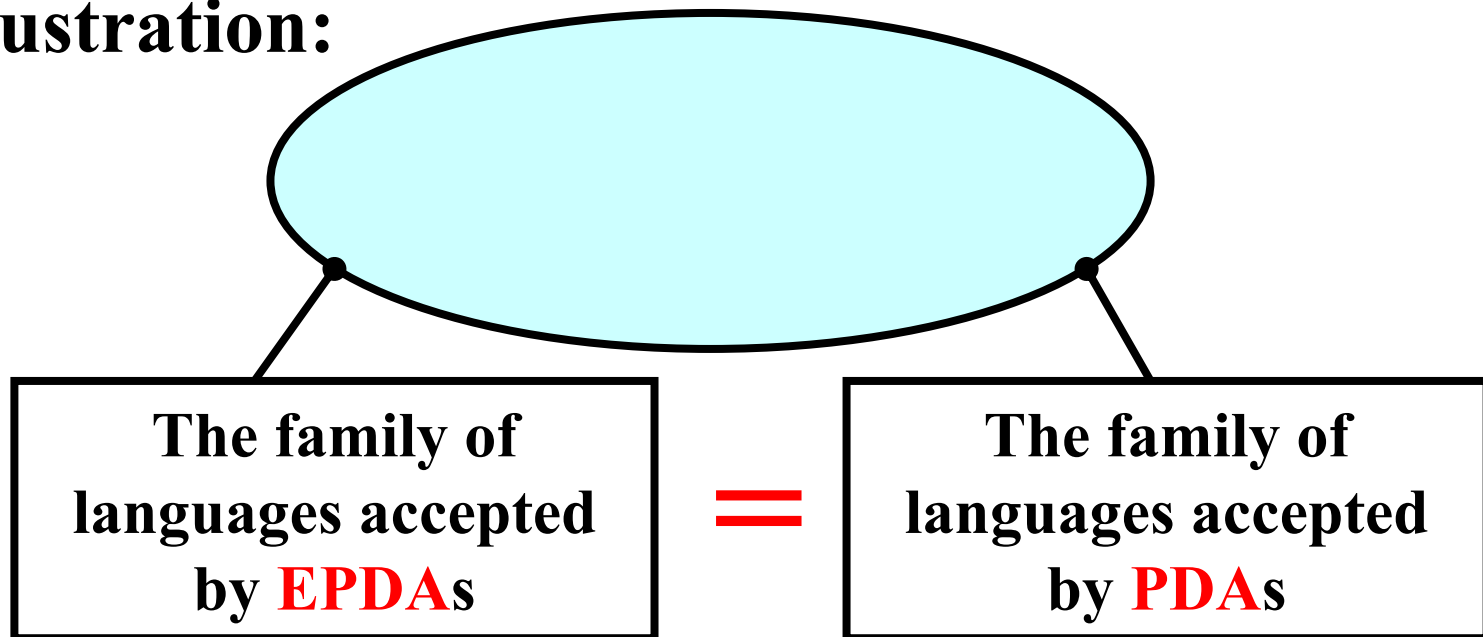 ustration:
The family of
languages accepted
by EPDAs
=
The family of
languages accepted
by PDAs